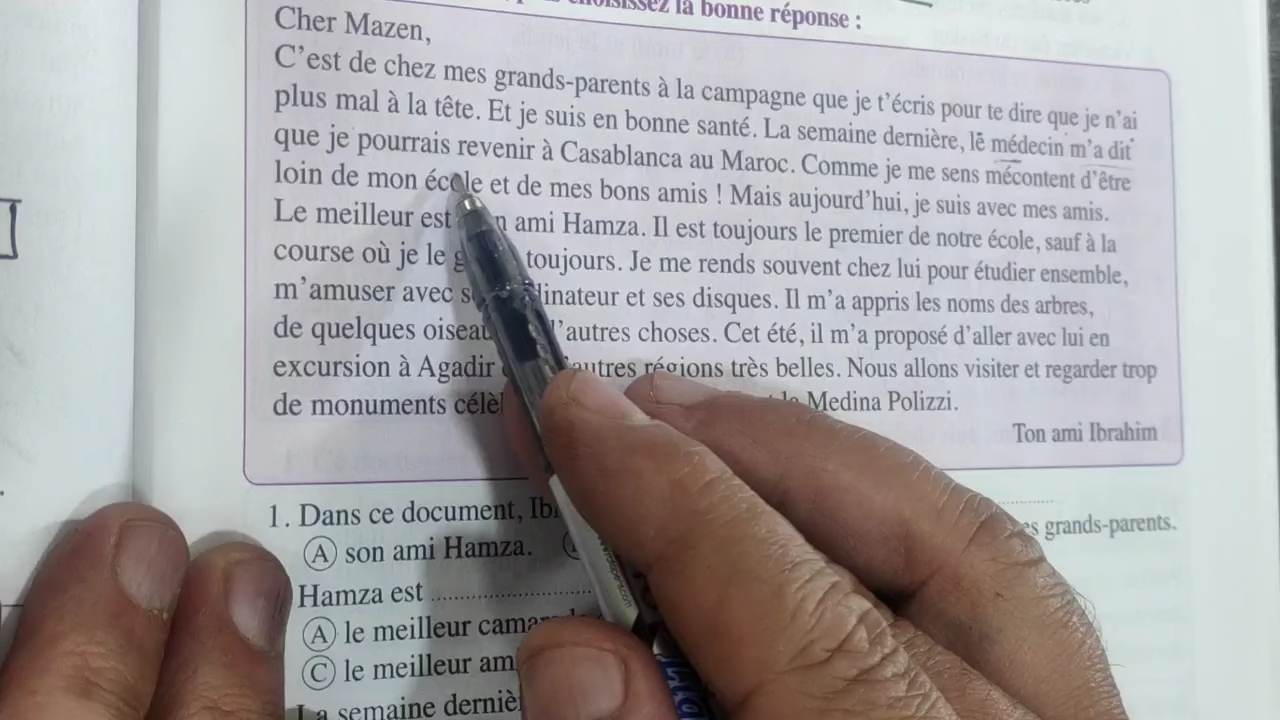 choisissez la bonne réponse :
Cher Mazen,
C'est de chez mes grands-parents à la campagne que je t'écris pour te dire que je n'ai
plus mal à la tête. Et je suis en bonne santé. La semaine dernière, le médecin m'a dit
que je pourrais revenir à Casablanca au Maroc. Comme je me sens mécontent d'être
loin de mon école et de mes bons amis ! Mais aujourd'hui, je suis avec mes amis.
Le meilleur est ami Hamza. Il est toujours le premier de notre école, sauf à la
course où je le toujours. Je me rends souvent chez lui pour étudier ensemble,
m'amuser avec et ses disques. Il m'a appris les noms des arbres,
de quelques d'autres choses. Cet été, il m'a proposé d'aller avec lui en
excursion à Agadir régions très belles. Nous allons visiter et regarder trop
de monuments Medina Polizzi.
Ton ami Ibrahim
1. Dans ce document, grands-parents.
A son ami Hamza.
Hamza est
A le meilleur
C le meilleur
La semaine